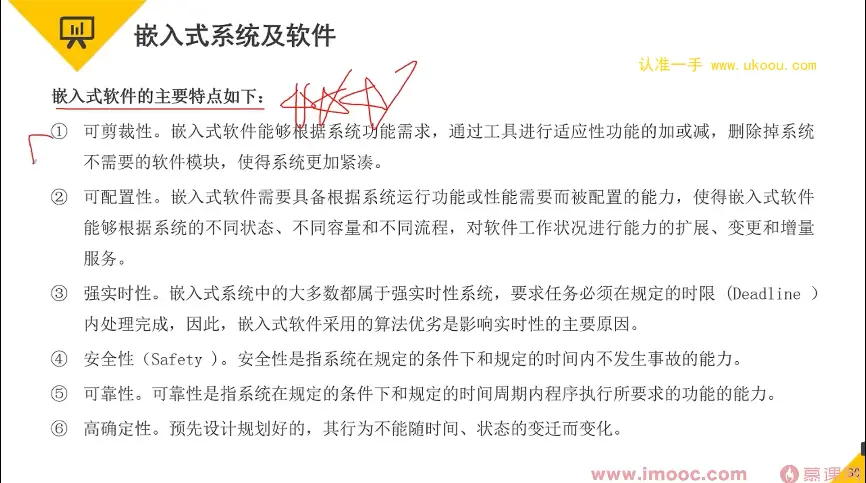 嵌入式系统及软件
认准一手 www.ukoou.com
嵌入式软件的主要特点如下：
① 可剪裁性。嵌入式软件能够根据系统功能需求，通过工具进行适应性功能的加或减，删除掉系统
不需要的软件模块，使得系统更加紧凑。
② 可配置性。嵌入式软件需要具备根据系统运行功能或性能需要而被配置的能力，使得嵌入式软件
能够根据系统的不同状态、不同容量和不同流程，对软件工作状况进行能力的扩展、变更和增量
服务。
③ 强实时性。嵌入式系统中的大多数都属于强实时性系统，要求任务必须在规定的时限 (Deadline )
内处理完成，因此，嵌入式软件采用的算法优劣是影响实时性的主要原因。
④ 安全性（Safety ）。安全性是指系统在规定的条件下和规定的时间内不发生事故的能力。
⑤ 可靠性。可靠性是指系统在规定的条件下和规定的时间周期内程序执行所要求的功能的能力。
⑥ 高确定性。预先设计规划好的，其行为不能随时间、状态的变迁而变化。
www.imooc.com 慕课